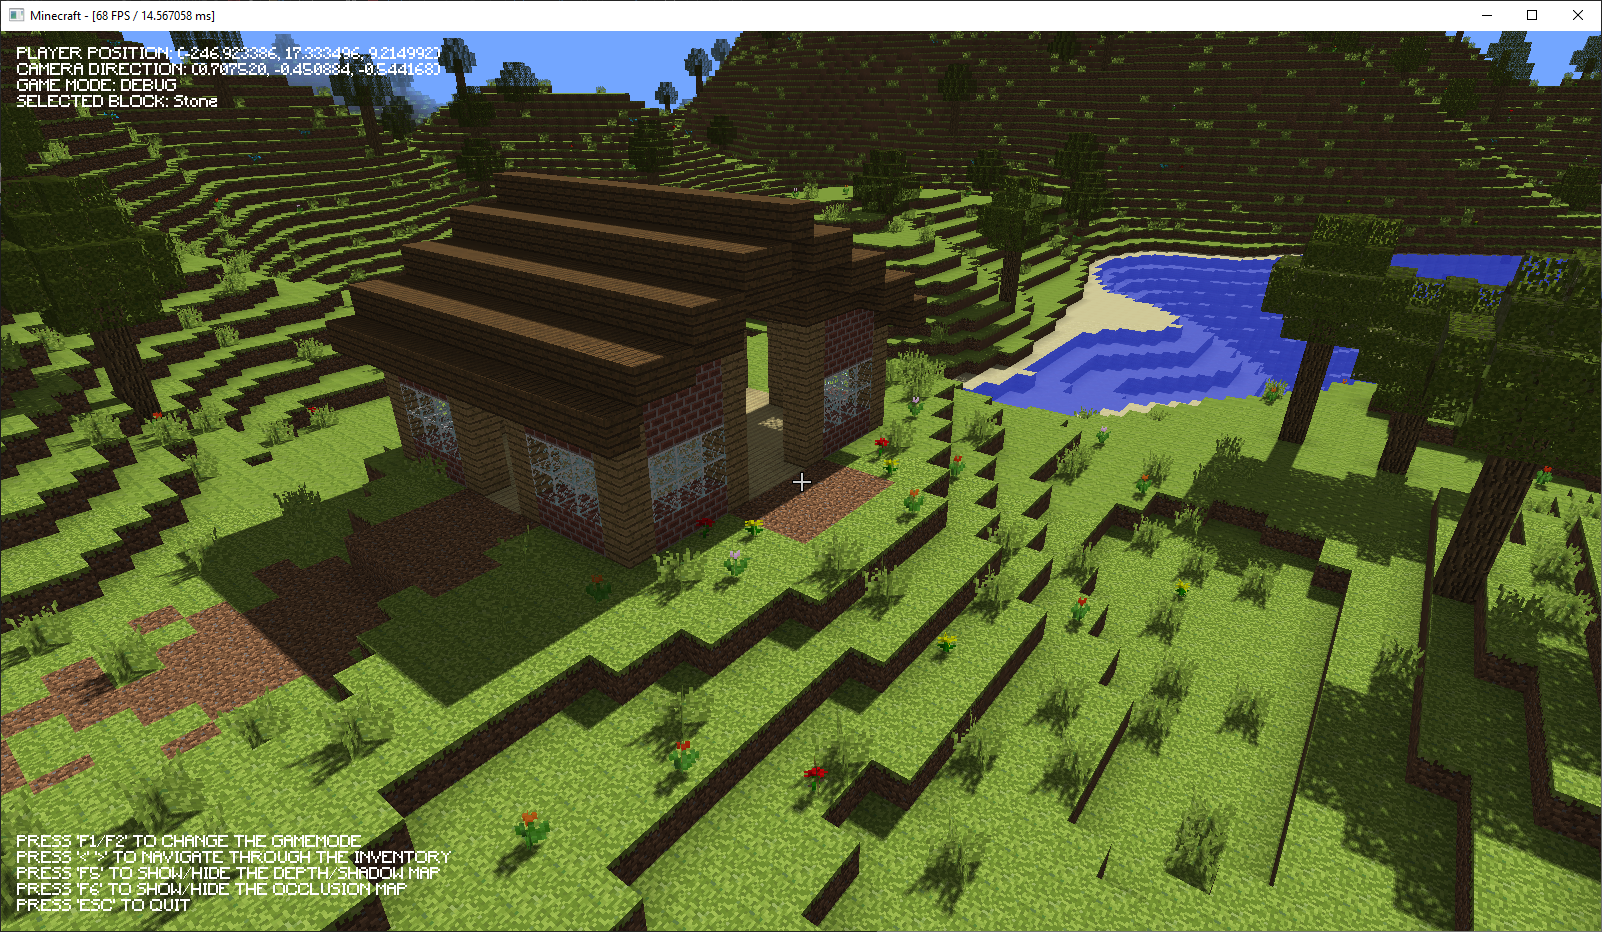 Minecraft - [68 FPS / 14.567058 ms]
PLAYER POSITION: (-246.923386, 17.333496, 9.214992)
CAMERA DIRECTION: (0.707520, -0.450884, -0.544168)
GAME MODE: DEBUG
SELECTED BLOCK: Stone
PRESS 'F1/F2' TO CHANGE THE GAMEMODE
PRESS '<' '>' TO NAVIGATE THROUGH THE INVENTORY
PRESS 'F5' TO SHOW/HIDE THE DEPTH/SHADOW MAP
PRESS 'F6' TO SHOW/HIDE THE OCCLUSION MAP
PRESS 'ESC' TO QUIT